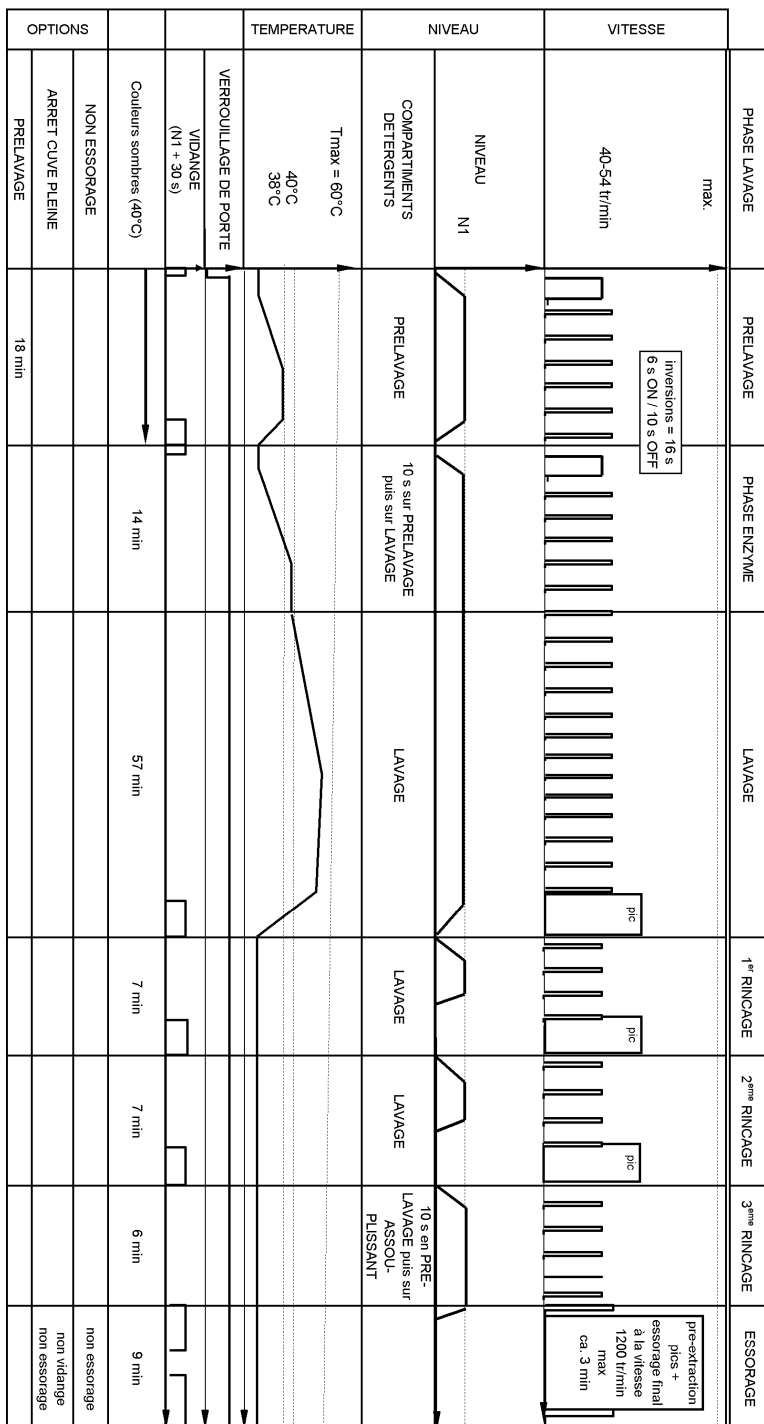 PHASE LAVAGE
PRELAVAGE
PHASE ENZYME
LAVAGE
1er RINCAGE
2eme RINCAGE
3eme RINCAGE
ESSORAGE
VITESSE
max.
40-54 tr/min
inversions = 16 s
6 s ON / 10 s OFF
pic
pic
pic
pre-extraction
pics +
essorage final
à la vitesse
1200 tr/min
max
ca. 3 min
NIVEAU
NIVEAU
N1
COMPARTIMENTS
DETERGENTS
PRELAVAGE
10 s sur PRELAVAGE
puis sur LAVAGE
LAVAGE
LAVAGE
LAVAGE
10 s en PRE-
LAVAGE puis sur
ASSOU-
PLISSANT
TEMPERATURE
Tmax = 60°C
40°C
38°C
VERROUILLAGE DE PORTE
VIDANGE
(N1 + 30 s)
Couleurs sombres (40°C)
14 min
57 min
7 min
7 min
6 min
9 min
OPTIONS
NON ESSORAGE
non essorage
ARRET CUVE PLEINE
non vidange
non essorage
PRELAVAGE
18 min